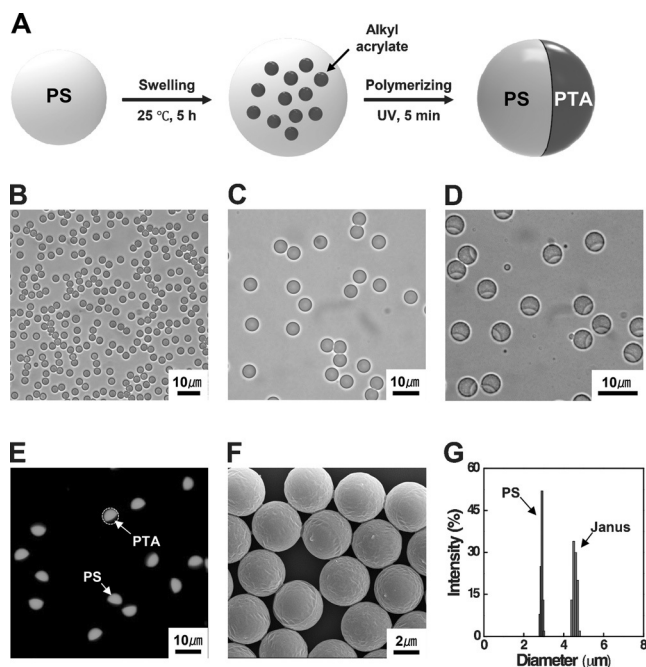 A
Alkyl
acrylate
PS
Swelling
25 ℃, 5 h
Polymerizing
UV, 5 min
PS
PTA
B
C
D
10㎛
10㎛
10㎛
E
F
G
PTA
PS
10㎛
2㎛
Intensity (%)
60
45
30
15
0
PS
Janus
0 2 4 6 8
Diameter (μm)